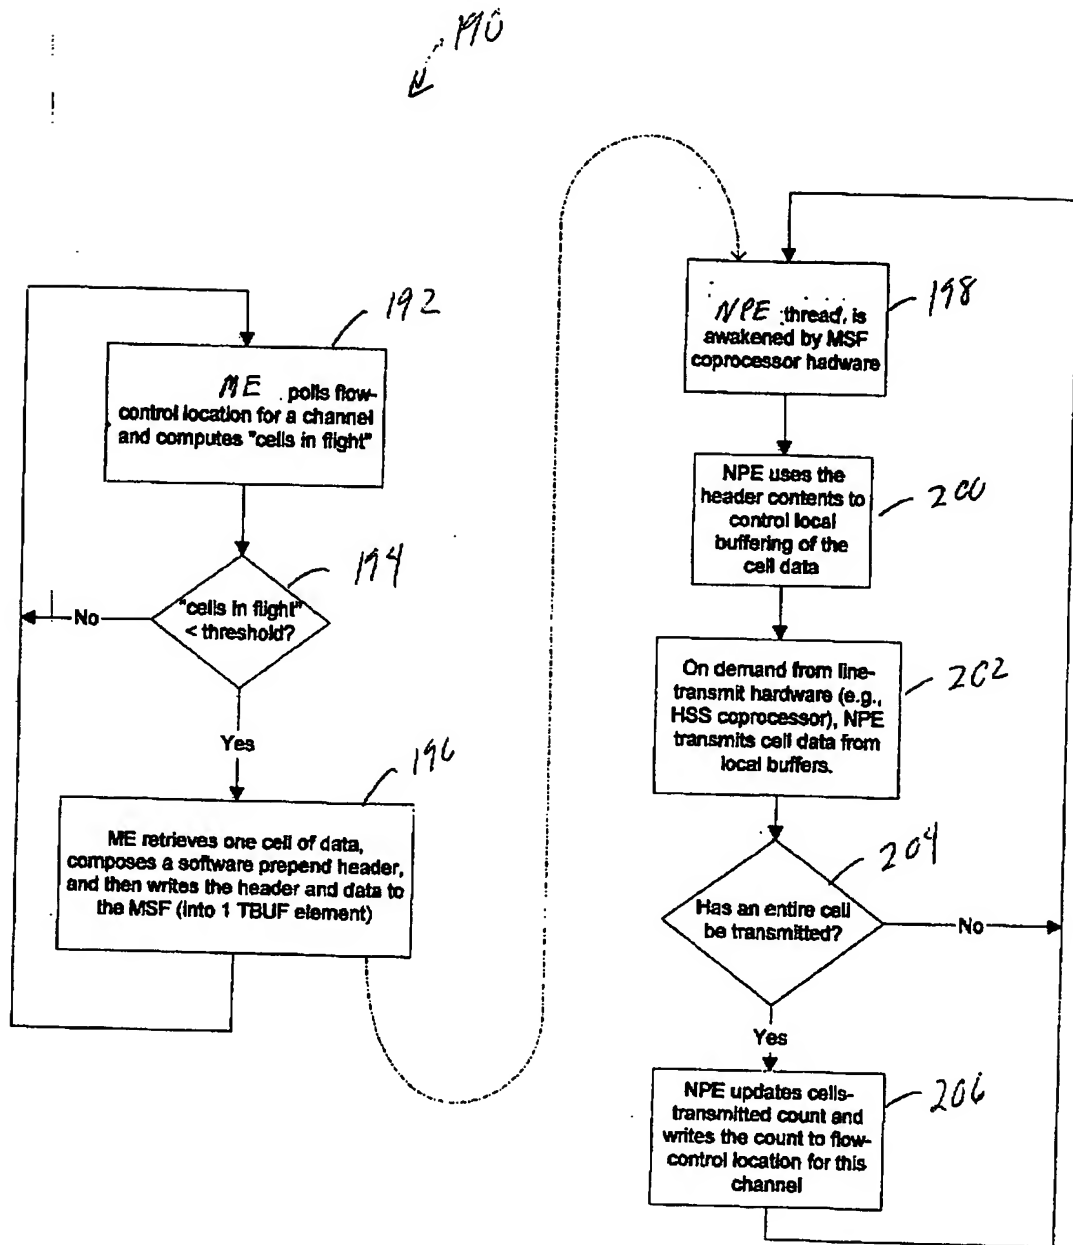 190
192
ME polls flow-
control location for a channel
and computes "cells in flight"
194
"cells in flight"
< threshold?
No
Yes
196
ME retrieves one cell of data,
composes a software prepend header,
and then writes the header and data to
the MSF (into 1 TBUF element)
198
NPE thread, is
awakened by MSF
coprocessor hadware
200
NPE uses the
header contents to
control local
buffering of the
cell data
202
On demand from line-
transmit hardware (e.g.,
HSS coprocessor), NPE
transmits cell data from
local buffers.
204
Has an entire cell
be transmitted?
No
Yes
206
NPE updates cells-
transmitted count and
writes the count to flow-
control location for this
channel